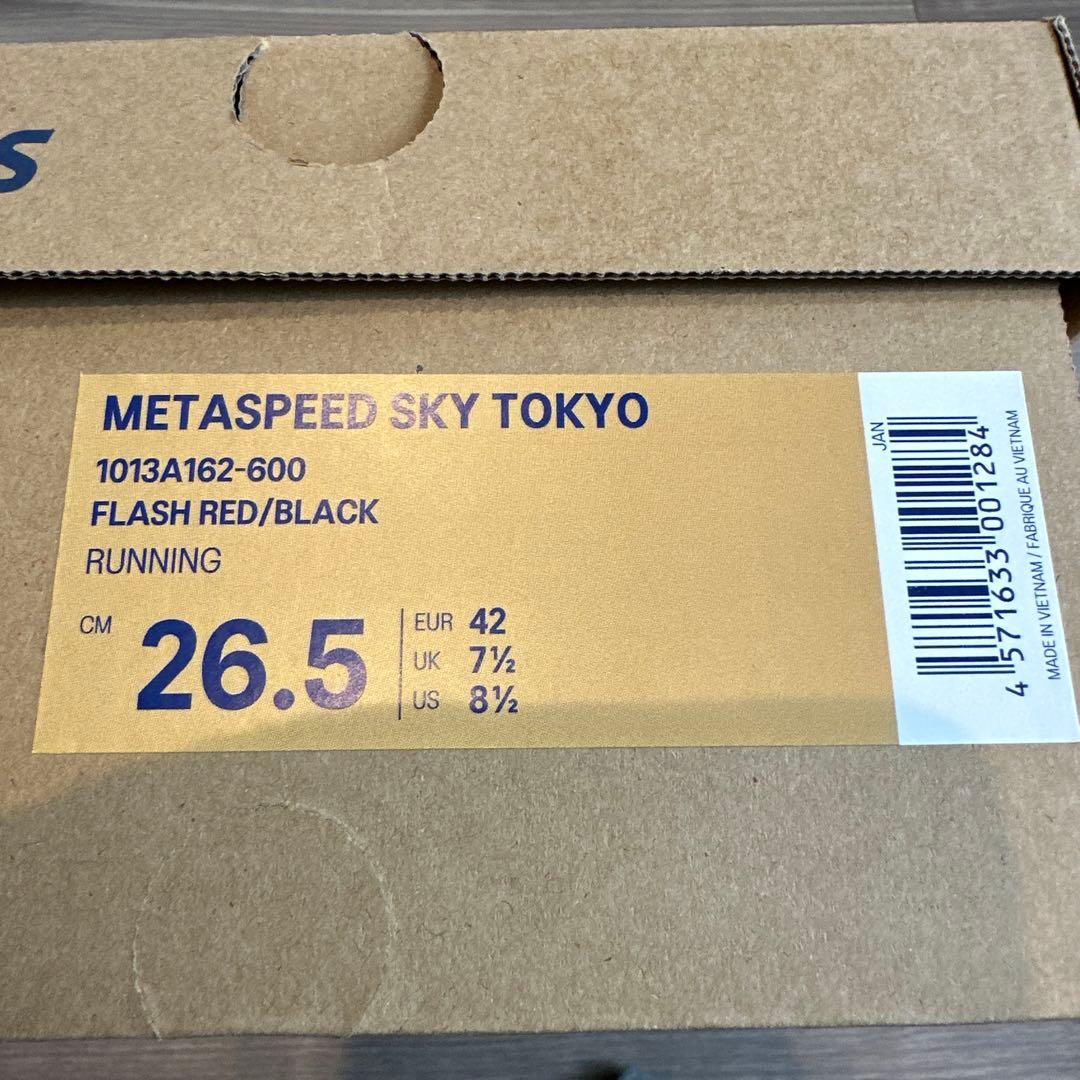 s
METASPEED SKY TOKYO
1013A162-600
FLASH RED/BLACK
RUNNING
CM 26.5
EUR 42
UK 7½
US 8½
JAN
4 571633 001284
MADE IN VIETNAM / FABRIQUE AU VIETNAM